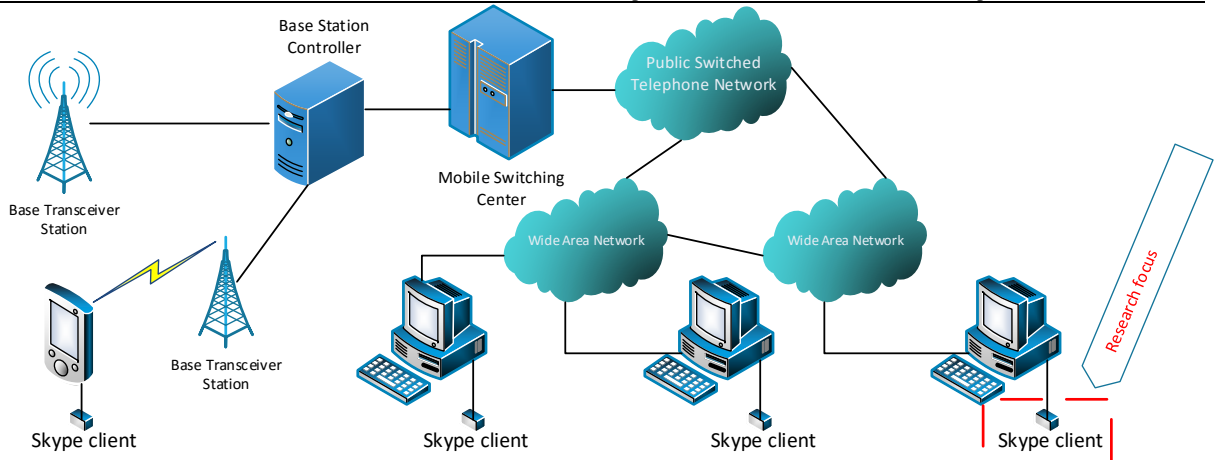 Base Station
Controller
Public Switched
Telephone Network
Mobile Switching
Center
Base Transceiver
Station
Wide Area Network
Wide Area Network
Research focus
Base Transceiver
Station
Skype client
Skype client
Skype client
Skype client